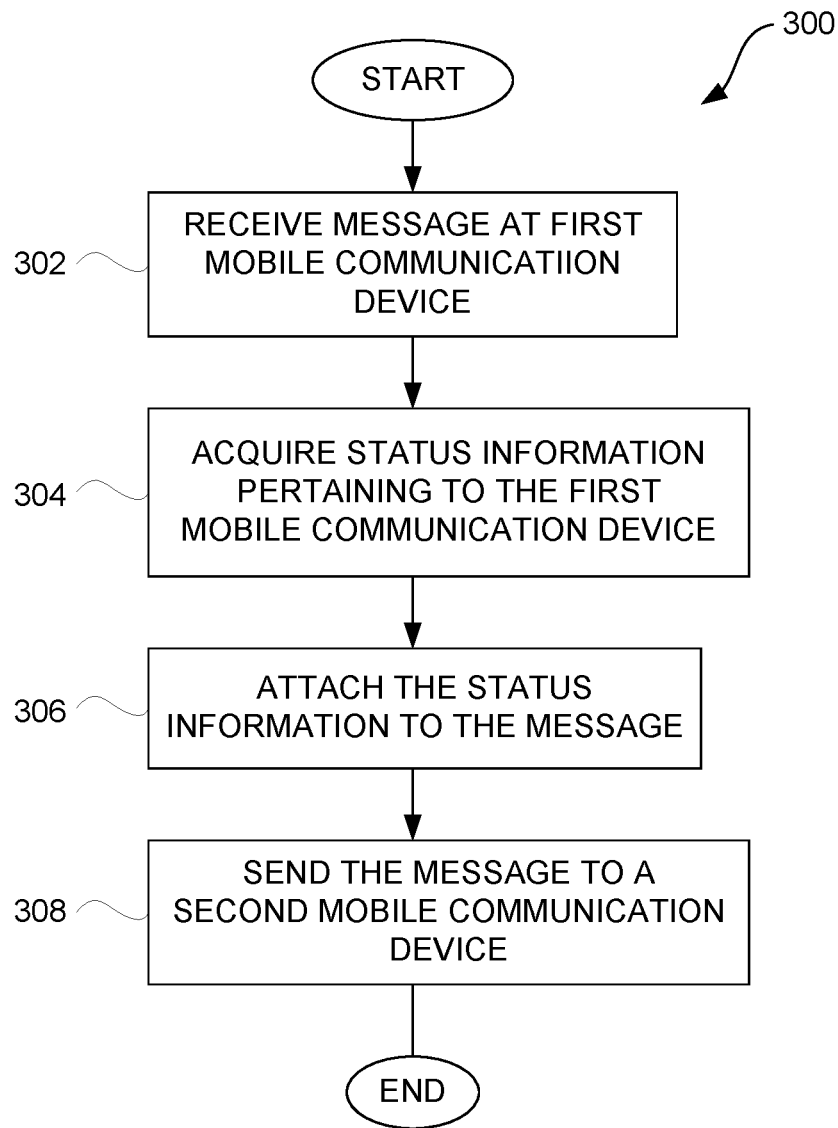 300
START
302
RECEIVE MESSAGE AT FIRST
MOBILE COMMUNICATIION
DEVICE
304
ACQUIRE STATUS INFORMATION
PERTAINING TO THE FIRST
MOBILE COMMUNICATION DEVICE
306
ATTACH THE STATUS
INFORMATION TO THE MESSAGE
308
SEND THE MESSAGE TO A
SECOND MOBILE COMMUNICATION
DEVICE
END